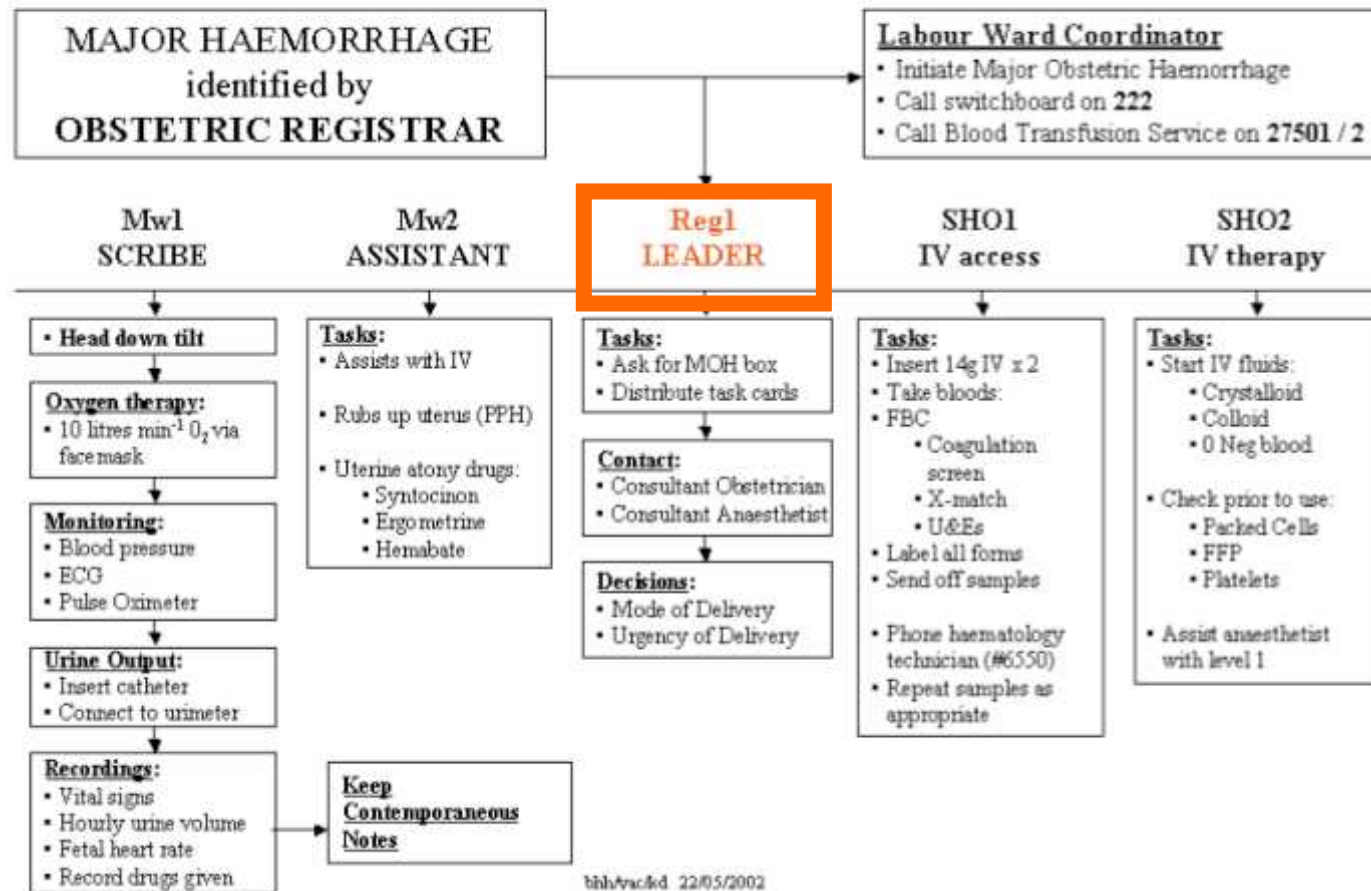 MAJOR HAEMORRHAGE
identified by
OBSTETRIC REGISTRAR
Labour Ward Coordinator
▪ Initiate Major Obstetric Haemorrhage
▪ Call switchboard on 222
▪ Call Blood Transfusion Service on 27501 / 2
Mw1
SCRIBE
Mw2
ASSISTANT
Reg1
LEADER
SHO1
IV access
SHO2
IV therapy
▪ Head down tilt
Oxygen therapy:
▪ 10 litres min⁻¹ 0₂ via
facemask
Monitoring:
▪ Blood pressure
▪ ECG
▪ Pulse Oximeter
Urine Output:
▪ Insert catheter
▪ Connect to urimeter
Recordings:
▪ Vital signs
▪ Hourly urine volume
▪ Fetal heart rate
▪ Record drugs given
Keep
Contemporaneous
Notes
Tasks:
▪ Assists with IV
▪ Rubs up uterus (PPH)
▪ Uterine atony drugs:
▪ Syntocinon
▪ Ergometrine
▪ Hemabate
Tasks:
▪ Ask for MOH box
▪ Distribute task cards
Contact:
▪ Consultant Obstetrician
▪ Consultant Anaesthetist
Decisions:
▪ Mode of Delivery
▪ Urgency of Delivery
Tasks:
▪ Insert 14g IV x 2
▪ Take bloods:
▪ FBC
▪ Coagulation
screen
▪ X-match
▪ U&Es
▪ Label all forms
▪ Send off samples
▪ Phone haematology
technician (#6550)
▪ Repeat samples as
appropriate
Tasks:
▪ Start IV fluids:
▪ Crystalloid
▪ Colloid
▪ 0 Neg blood
▪ Check prior to use:
▪ Packed Cells
▪ FFP
▪ Platelets
▪ Assist anaesthetist
with level 1
bhh/vac/kd 22/05/2002